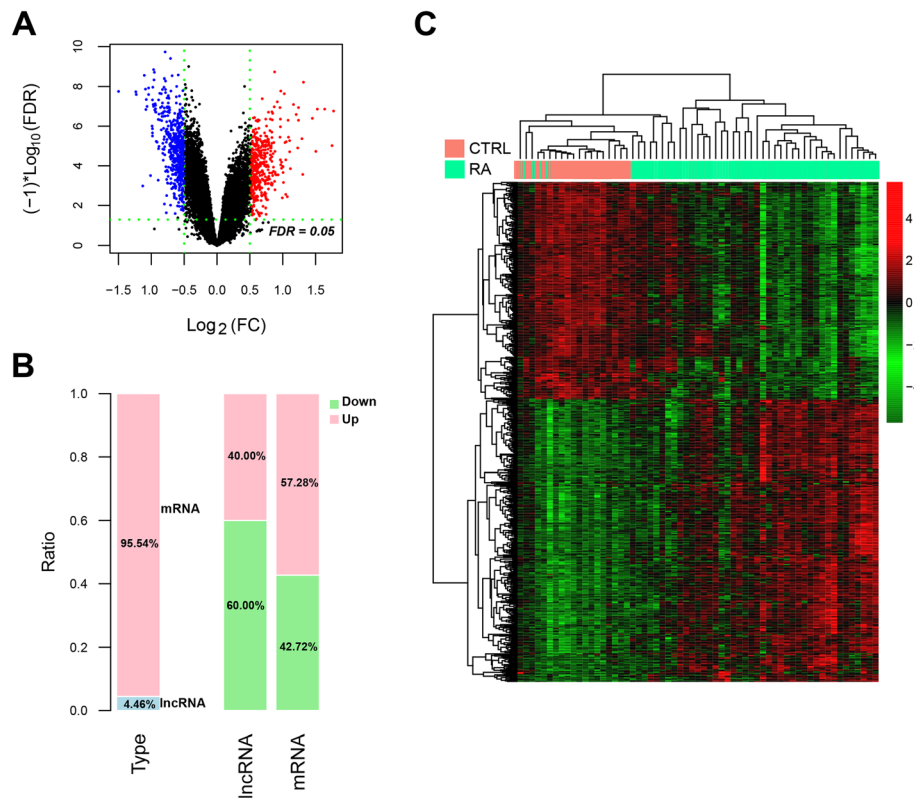 A
(−1)*Log10(FDR)
10
8
6
4
2
0
FDR = 0.05
−1.5 1.0 −0.5 0.0 0.5 1.0 1.5
Log2(FC)
B
Ratio
1.0
0.8
0.6
0.4
0.2
0.0
Down
Up
mRNA
95.54%
lncRNA
4.46%
40.00%
60.00%
57.28%
42.72%
Type
lncRNA
mRNA
C
CTRL
RA
4
2
0